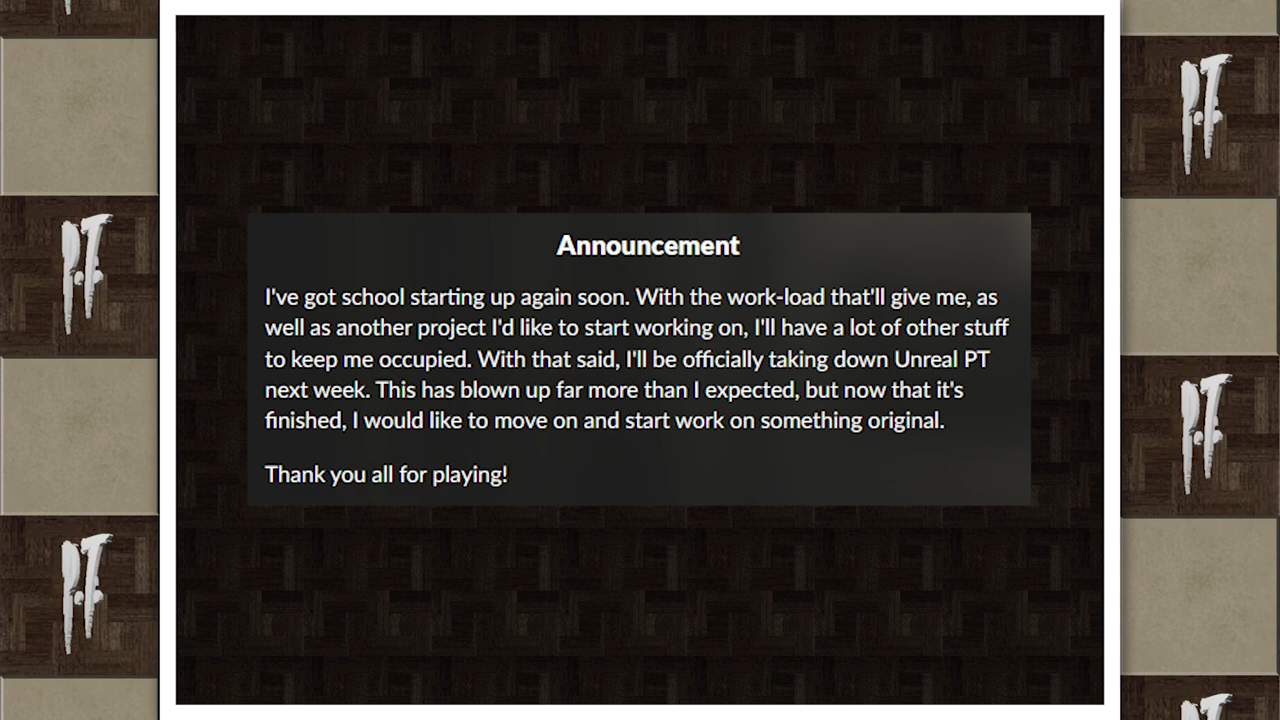 Announcement
I've got school starting up again soon. With the work-load that'll give me, as
well as another project I'd like to start working on, I'll have a lot of other stuff
to keep me occupied. With that said, I'll be officially taking down Unreal PT
next week. This has blown up far more than I expected, but now that it's
finished, I would like to move on and start work on something original.
Thank you all for playing!
P.T
P.T
P.T
P.T